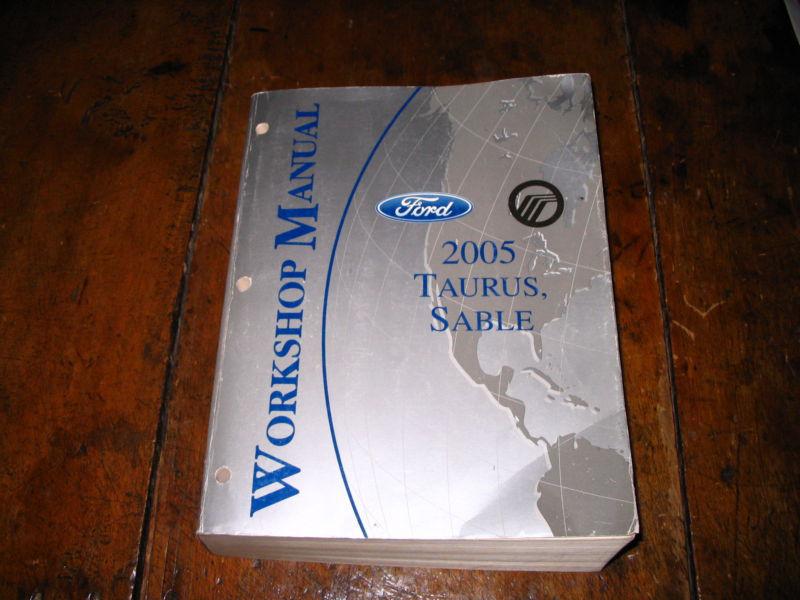 WORKSHOP MANUAL
Ford
2005
TAURUS,
SABLE